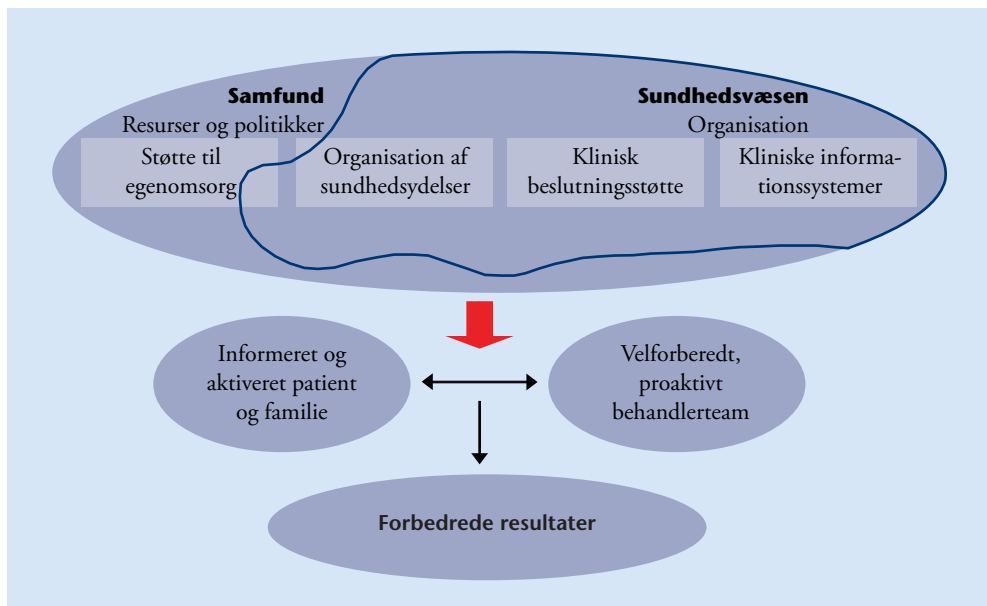 Samfund
Resurser og politikker
Sundhedsvæsen
Organisation
Støtte til
egenomsorg
Organisation af
sundhedsydelser
Klinisk
beslutningsstøtte
Kliniske informa-
tionssystemer
Informeret og
aktiveret patient
og familie
Velforberedt,
proaktivt
behandlerteam
Forbedrede resultater